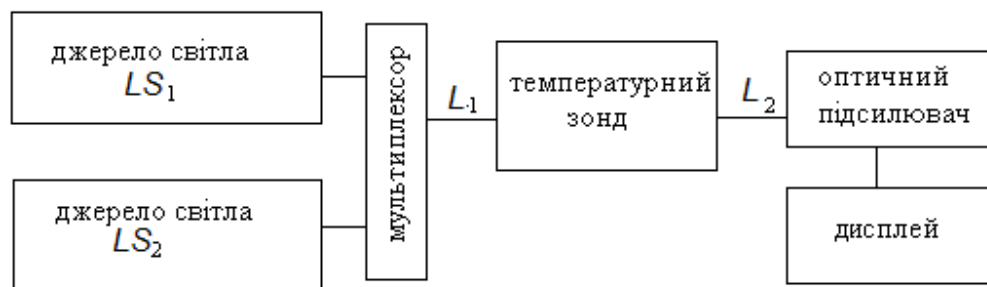 джерело світла
LS₁
джерело світла
LS₂
мультиплексор
L₁
температурний
зонд
L₂
оптичний
підсилювач
дисплей